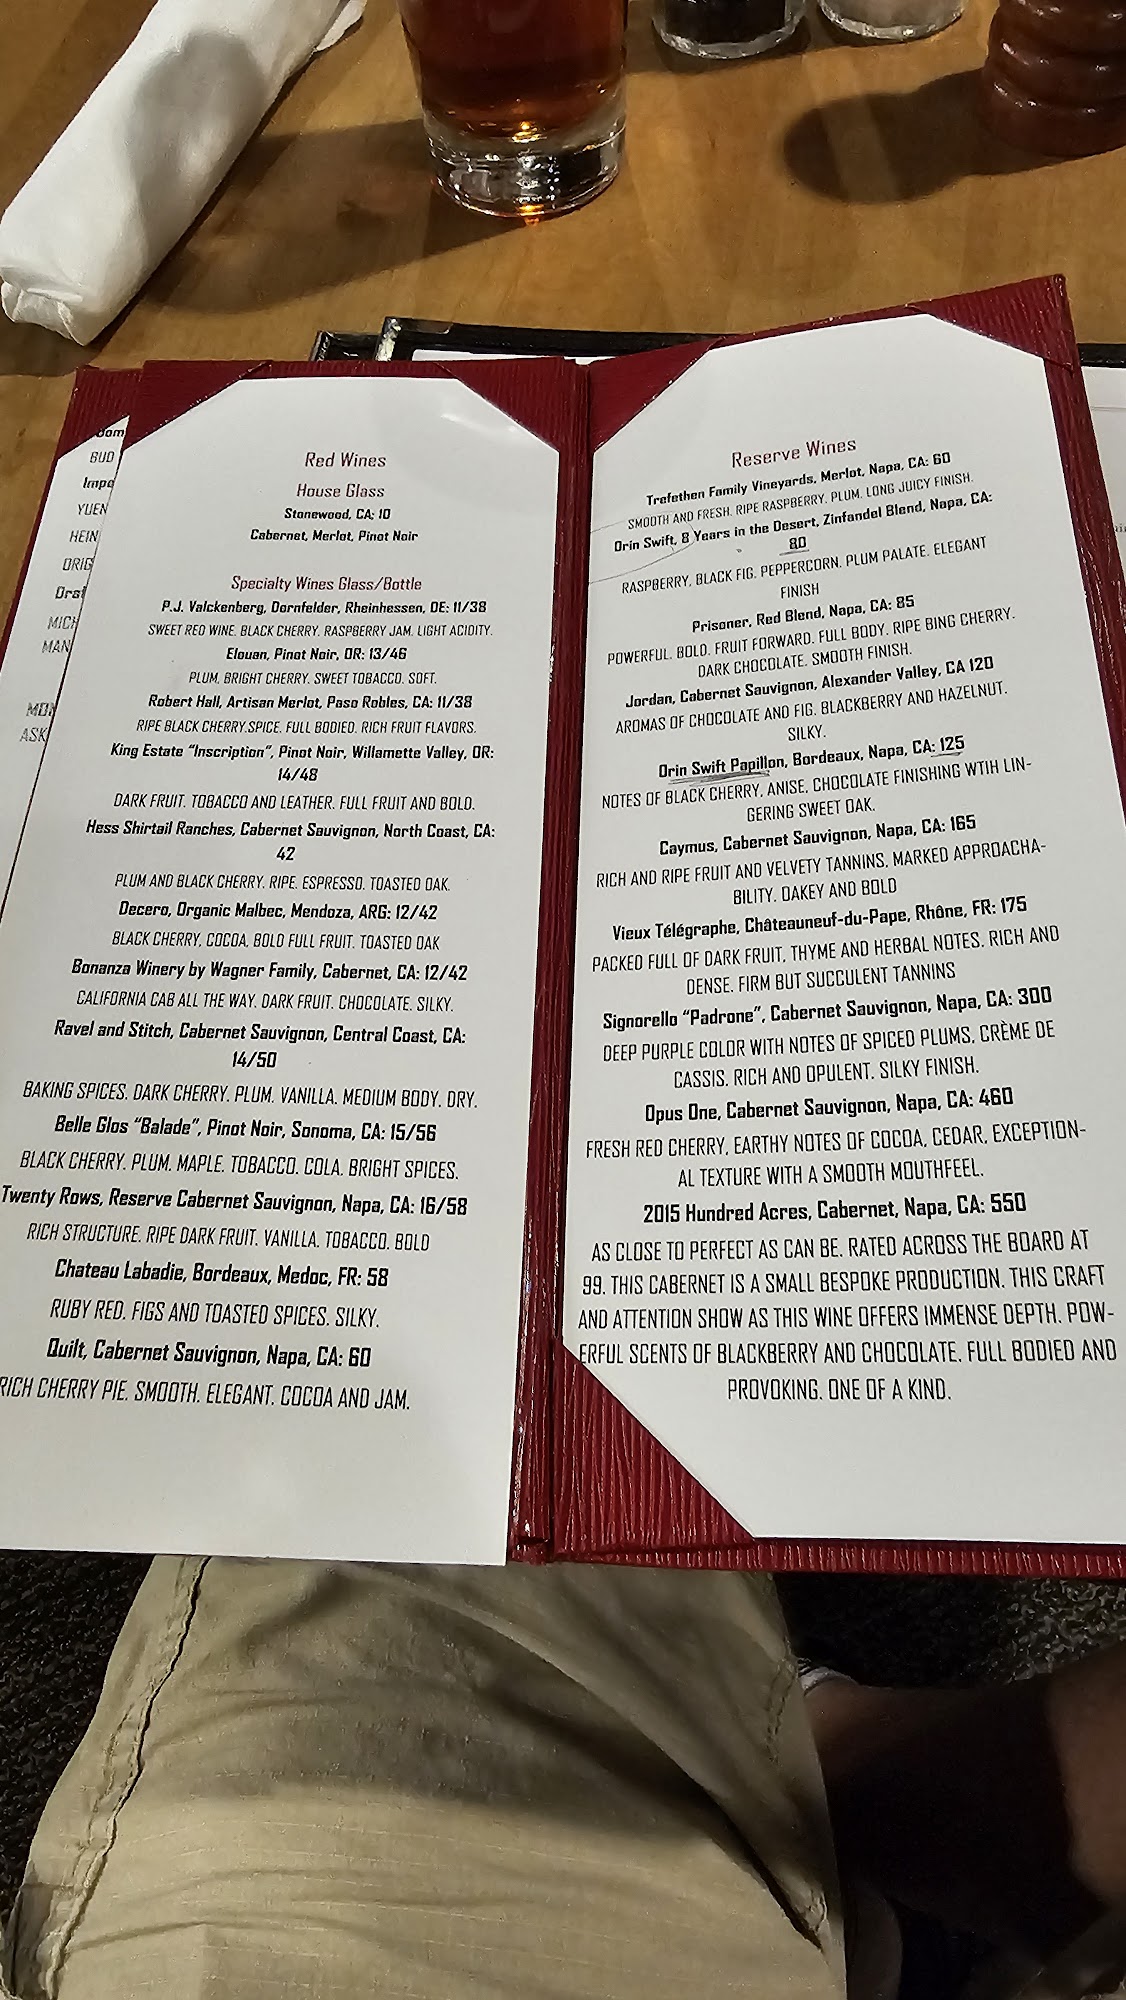 Dom
BUD
Impo
YUEN
HEIN
ORIG
Draf
MICH
MAN
ASK
Red Wines
House Glass
Stonewood, CA: 10
Cabernet, Merlot, Pinot Noir
Specialty Wines Glass/Bottle
P.J. Valckenberg, Dornfelder, Rheinhessen, DE: 11/38
SWEET RED WINE. BLACK CHERRY. RASPBERRY JAM. LIGHT ACIDITY.
Elouan, Pinot Noir, OR: 13/46
PLUM, BRIGHT CHERRY. SWEET TOBACCO. SOFT.
Robert Hall, Artisan Merlot, Paso Robles, CA: 11/38
RIPE BLACK CHERRY.SPICE. FULL BODIED. RICH FRUIT FLAVORS.
King Estate “Inscription”, Pinot Noir, Willamette Valley, OR:
14/48
DARK FRUIT. TOBACCO AND LEATHER. FULL FRUIT AND BOLD.
Hess Shirtail Ranches, Cabernet Sauvignon, North Coast, CA:
42
PLUM AND BLACK CHERRY. RIPE. ESPRESSO. TOASTED OAK.
Decero, Organic Malbec, Mendoza, ARG: 12/42
BLACK CHERRY, COCOA, BOLD FULL FRUIT. TOASTED OAK
Bonanza Winery by Wagner Family, Cabernet, CA: 12/42
CALIFORNIA CAB ALL THE WAY. DARK FRUIT. CHOCOLATE. SILKY.
Ravel and Stitch, Cabernet Sauvignon, Central Coast, CA:
14/50
BAKING SPICES. DARK CHERRY. PLUM. VANILLA. MEDIUM BODY. DRY.
Belle Glos “Balade”, Pinot Noir, Sonoma, CA: 15/56
BLACK CHERRY. PLUM. MAPLE. TOBACCO. COLA. BRIGHT SPICES.
Twenty Rows, Reserve Cabernet Sauvignon, Napa, CA: 16/58
RICH STRUCTURE. RIPE DARK FRUIT. VANILLA. TOBACCO. BOLD
Chateau Labadie, Bordeaux, Medoc, FR: 58
RUBY RED. FIGS AND TOASTED SPICES. SILKY.
Quilt, Cabernet Sauvignon, Napa, CA: 60
RICH CHERRY PIE. SMOOTH. ELEGANT. COCOA AND JAM.
Reserve Wines
Trefethen Family Vineyards, Merlot, Napa, CA: 60
SMOOTH AND FRESH. RIPE RASPBERRY. PLUM. LONG JUICY FINISH.
Orin Swift, 8 Years in the Desert, Zinfandel Blend, Napa, CA:
80
RASPBERRY, BLACK FIG. PEPPERCORN. PLUM PALATE. ELEGANT
FINISH
Prisoner, Red Blend, Napa, CA: 85
POWERFUL. BOLD. FRUIT FORWARD. FULL BODY. RIPE BING CHERRY.
DARK CHOCOLATE. SMOOTH FINISH.
Jordan, Cabernet Sauvignon, Alexander Valley, CA 120
AROMAS OF CHOCOLATE AND FIG. BLACKBERRY AND HAZELNUT.
SILKY.
Orin Swift Papillon, Bordeaux, Napa, CA: 125
NOTES OF BLACK CHERRY, ANISE, CHOCOLATE FINISHING WTIH LIN-
GERING SWEET OAK.
Caymus, Cabernet Sauvignon, Napa, CA: 165
RICH AND RIPE FRUIT AND VELVETY TANNINS. MARKED APPROACHA-
BILITY. OAKEY AND BOLD
Vieux Télégraphe, Châteauneuf-du-Pape, Rhône, FR: 175
PACKED FULL OF DARK FRUIT, THYME AND HERBAL NOTES. RICH AND
DENSE. FIRM BUT SUCCULENT TANNINS
Signorello “Padrone”, Cabernet Sauvignon, Napa, CA: 300
DEEP PURPLE COLOR WITH NOTES OF SPICED PLUMS, CRÈME DE
CASSIS. RICH AND OPULENT. SILKY FINISH.
Opus One, Cabernet Sauvignon, Napa, CA: 460
FRESH RED CHERRY, EARTHY NOTES OF COCOA, CEDAR, EXCEPTION-
AL TEXTURE WITH A SMOOTH MOUTHFEEL.
2015 Hundred Acres, Cabernet, Napa, CA: 550
AS CLOSE TO PERFECT AS CAN BE. RATED ACROSS THE BOARD AT
99. THIS CABERNET IS A SMALL BESPOKE PRODUCTION. THIS CRAFT
AND ATTENTION SHOW AS THIS WINE OFFERS IMMENSE DEPTH. POW-
ERFUL SCENTS OF BLACKBERRY AND CHOCOLATE. FULL BODIED AND
PROVOKING. ONE OF A KIND.